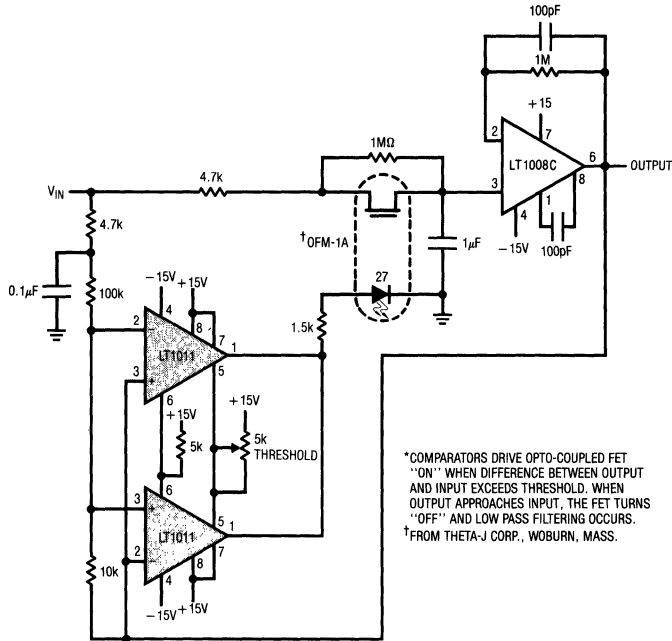 100pF
1M
+15
2
7
1MΩ
LT1008C
6
OUTPUT
4.7k
3
8
VIN
4
1
-15V
100pF
4.7k
†OFM-1A
1µF
0.1µF
100k
-15V
+15V
27
4
8
7
1.5k
2
−
1
LT1011
3
+
5
6
+15V
+15V
5k
5k
THRESHOLD
6
3
+
5
1
LT1011
2
−
7
8
10k
4
-15V
+15V
*COMPARATORS DRIVE OPTO-COUPLED FET
"ON" WHEN DIFFERENCE BETWEEN OUTPUT
AND INPUT EXCEEDS THRESHOLD. WHEN
OUTPUT APPROACHES INPUT, THE FET TURNS
"OFF" AND LOW PASS FILTERING OCCURS.
†FROM THETA-J CORP., WOBURN, MASS.